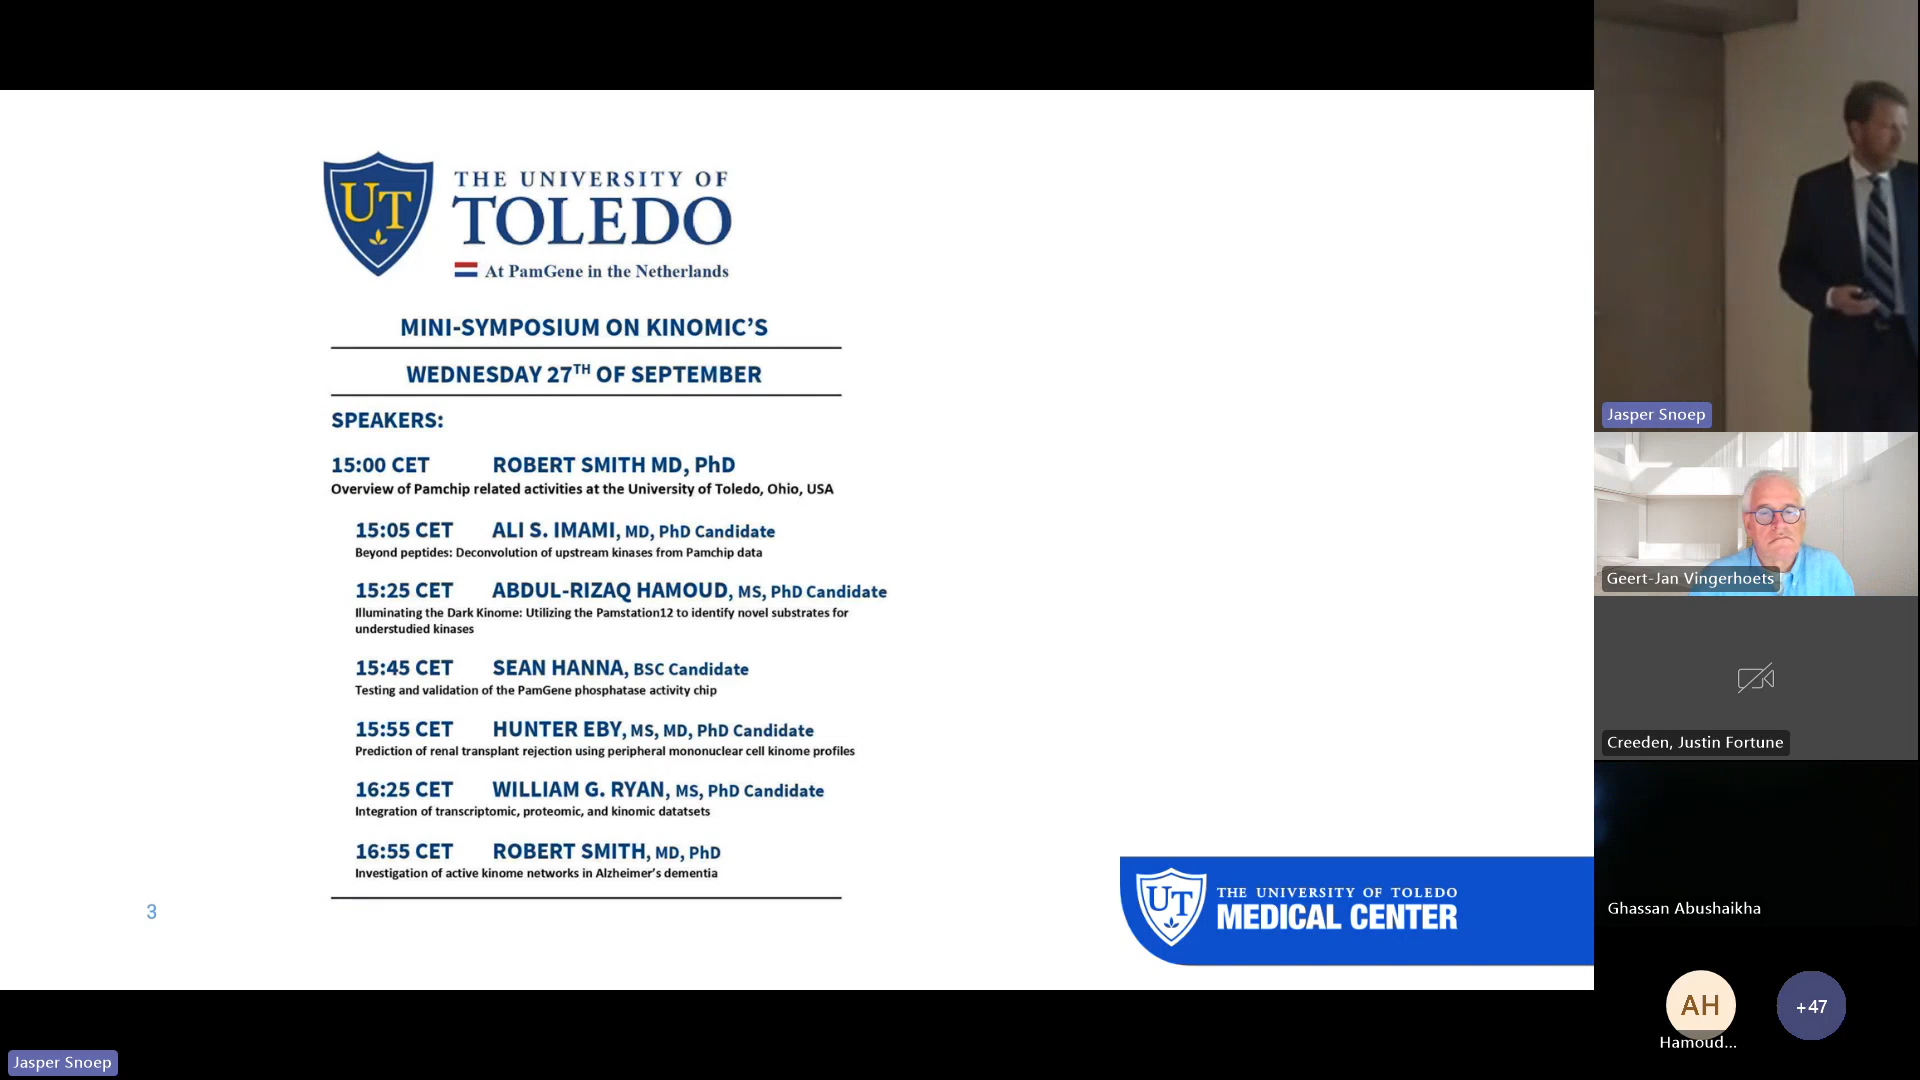 UT
THE UNIVERSITY OF
TOLEDO
At PamGene in the Netherlands
MINI-SYMPOSIUM ON KINOMIC’S
WEDNESDAY 27TH OF SEPTEMBER
SPEAKERS:
15:00 CET ROBERT SMITH MD, PhD
Overview of Pamchip related activities at the University of Toledo, Ohio, USA
15:05 CET ALI S. IMAMI, MD, PhD Candidate
Beyond peptides: Deconvolution of upstream kinases from Pamchip data
15:25 CET ABDUL-RIZAQ HAMOUD, MS, PhD Candidate
Illuminating the Dark Kinome: Utilizing the Pamstation12 to identify novel substrates for
understudied kinases
15:45 CET SEAN HANNA, BSC Candidate
Testing and validation of the PamGene phosphatase activity chip
15:55 CET HUNTER EBY, MS, MD, PhD Candidate
Prediction of renal transplant rejection using peripheral mononuclear cell kinome profiles
16:25 CET WILLIAM G. RYAN, MS, PhD Candidate
Integration of transcriptomic, proteomic, and kinomic datatsets
16:55 CET ROBERT SMITH, MD, PhD
Investigation of active kinome networks in Alzheimer’s dementia
3
UT
THE UNIVERSITY OF TOLEDO
MEDICAL CENTER
Jasper Snoep
Jasper Snoep
Geert-Jan Vingerhoets
Creeden, Justin Fortune
Ghassan Abushaikha
AH
Hamoud...
+47